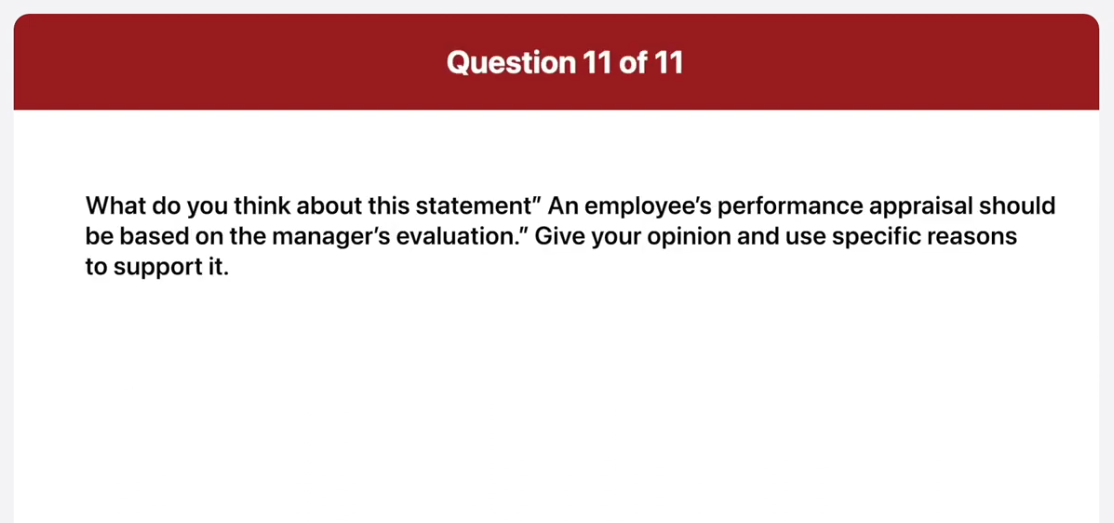 Question 11 of 11
What do you think about this statement” An employee’s performance appraisal should
be based on the manager’s evaluation.” Give your opinion and use specific reasons
to support it.